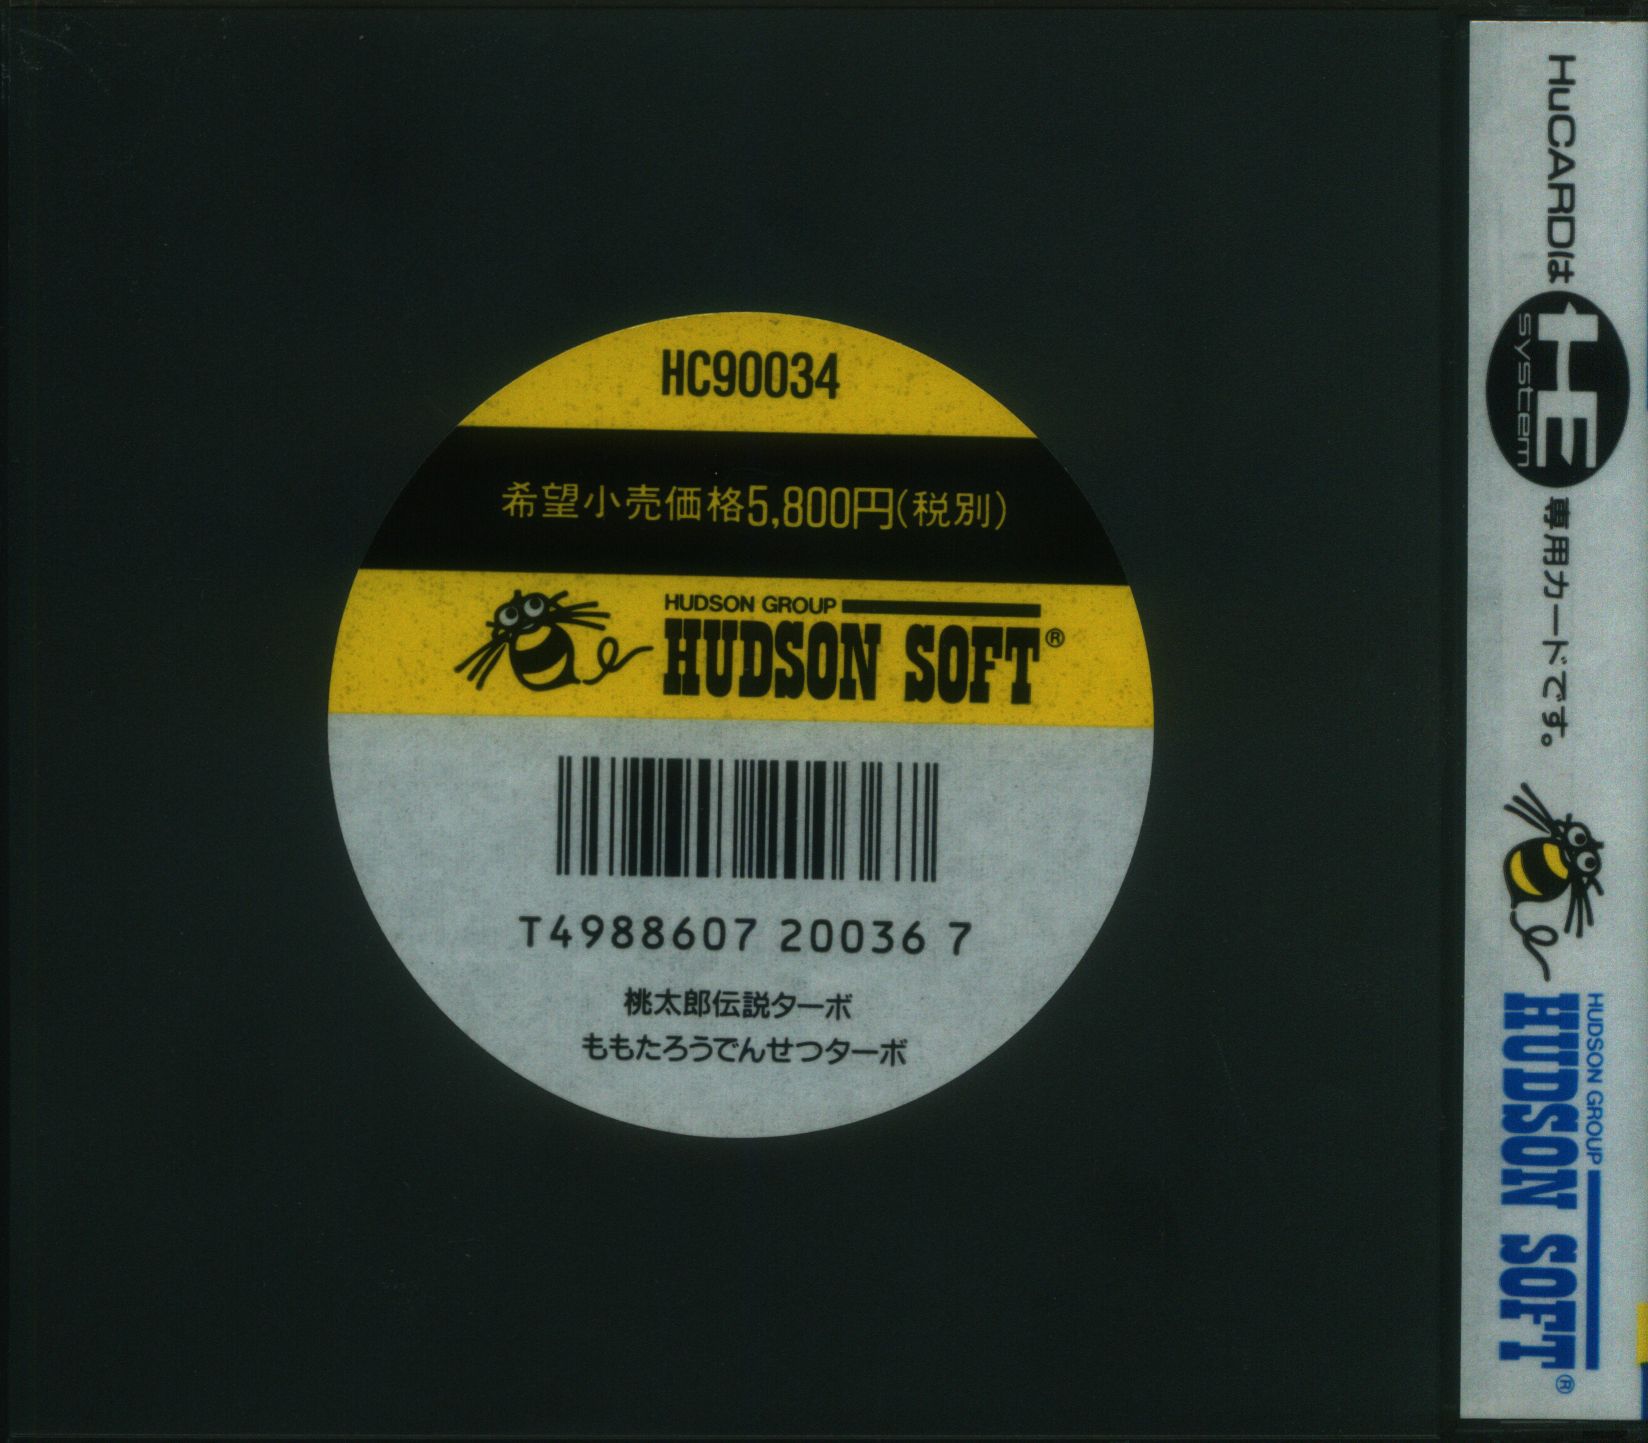 HC90034
希望小売価格5,800円(税別)
HUDSON GROUP
HUDSON SOFT®
T4988607 20036 7
桃太郎伝説ターボ
ももたろうでんせつターボ
HuCARDは HE system 専用カードです。
HUDSON GROUP
HUDSON SOFT®